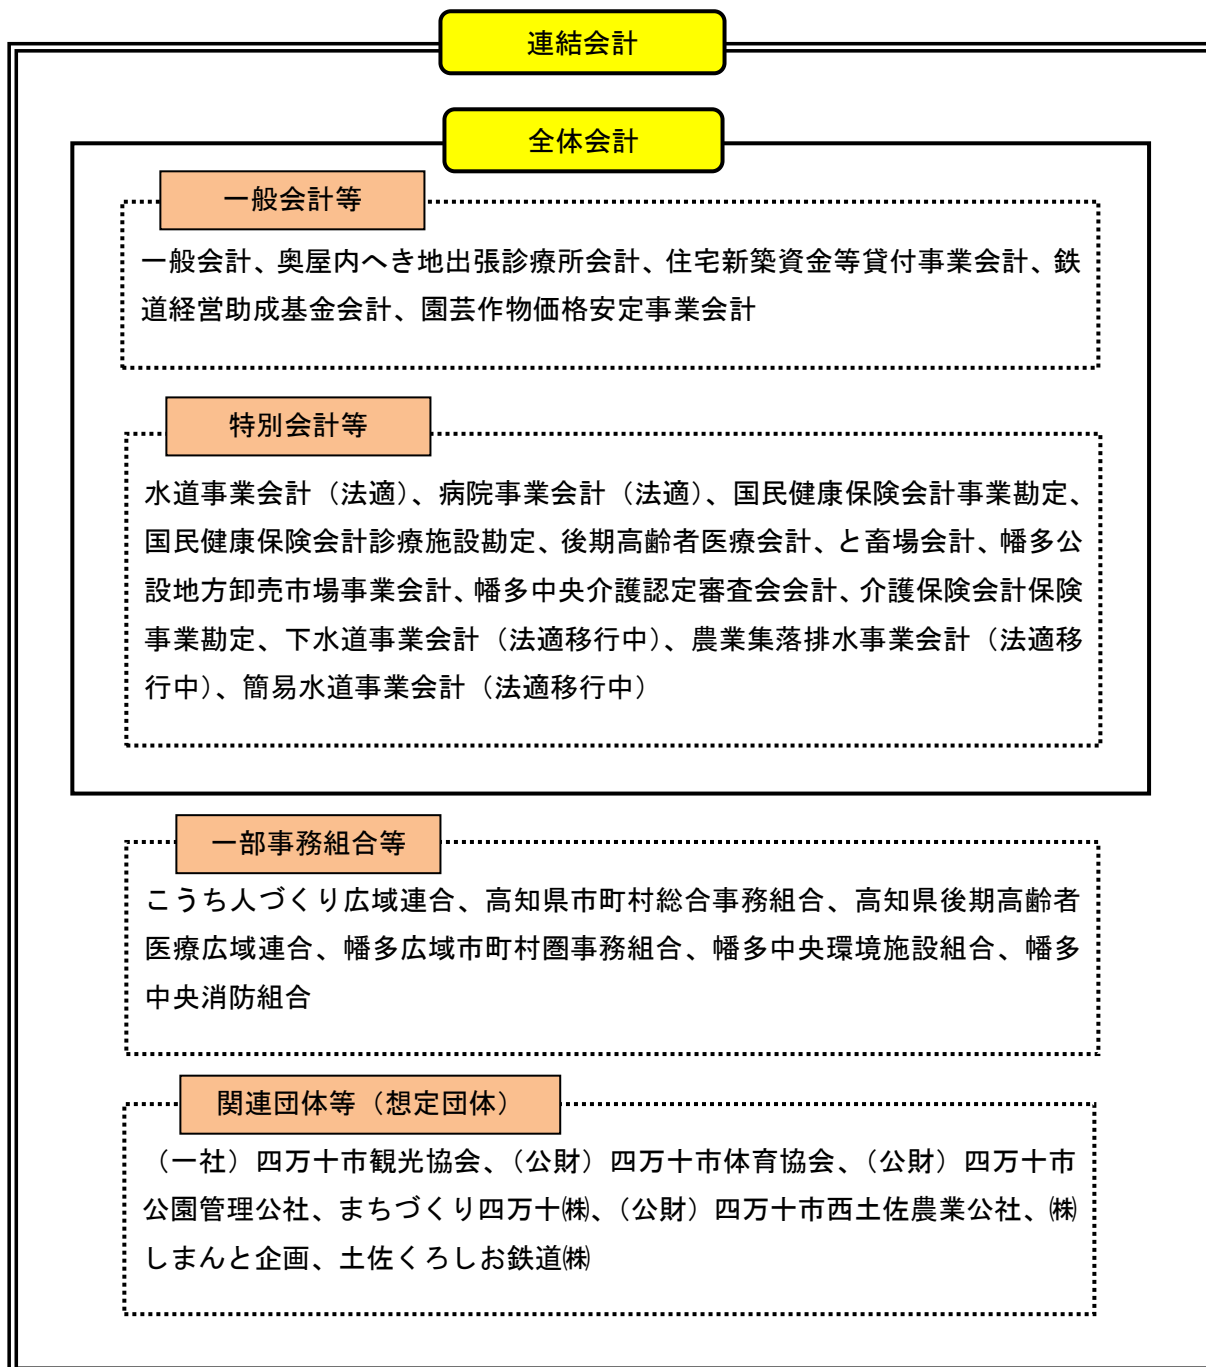 連結会計
全体会計
一般会計等
一般会計、奥屋内へき地出張診療所会計、住宅新築資金等貸付事業会計、鉄
道経営助成基金会計、園芸作物価格安定事業会計
特別会計等
水道事業会計（法適）、病院事業会計（法適）、国民健康保険会計事業勘定、
国民健康保険会計診療施設勘定、後期高齢者医療会計、と畜場会計、幡多公
設地方卸売市場事業会計、幡多中央介護認定審査会会計、介護保険会計保険
事業勘定、下水道事業会計（法適移行中）、農業集落排水事業会計（法適移
行中）、簡易水道事業会計（法適移行中）
一部事務組合等
こうち人づくり広域連合、高知県市町村総合事務組合、高知県後期高齢者
医療広域連合、幡多広域市町村圏事務組合、幡多中央環境施設組合、幡多
中央消防組合
関連団体等（想定団体）
（一社）四万十市観光協会、（公財）四万十市体育協会、（公財）四万十市
公園管理公社、まちづくり四万十㈱、（公財）四万十市西土佐農業公社、㈱
しまんと企画、土佐くろしお鉄道㈱